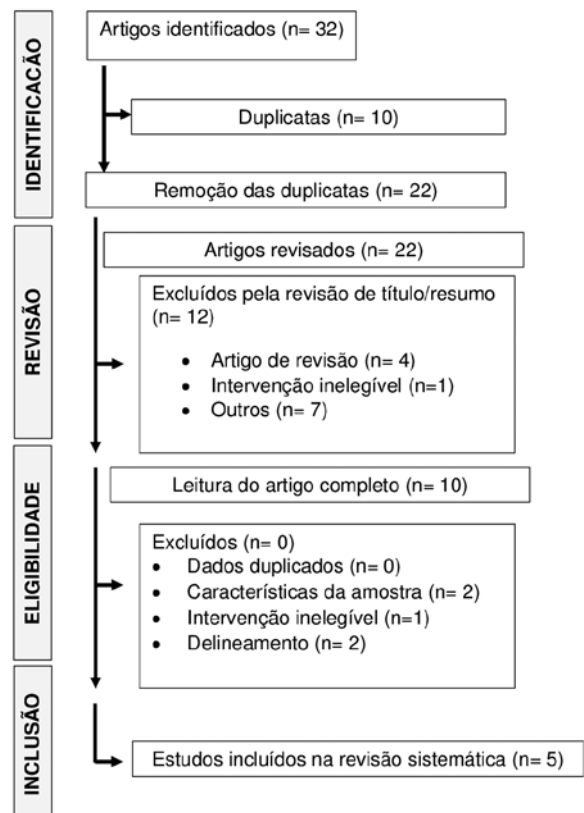 IDENTIFICACÃO
Artigos identificados (n= 32)
Duplicatas (n= 10)
Remoção das duplicatas (n= 22)
REVISÃO
Artigos revisados (n= 22)
Excluídos pela revisão de título/resumo
(n= 12)
• Artigo de revisão (n= 4)
• Intervenção inelegível (n=1)
• Outros (n= 7)
ELIGIBILIDADE
Leitura do artigo completo (n= 10)
Excluídos (n= 0)
• Dados duplicados (n= 0)
• Características da amostra (n= 2)
• Intervenção inelegível (n=1)
• Delineamento (n= 2)
INCLUSÃO
Estudos incluídos na revisão sistemática (n= 5)